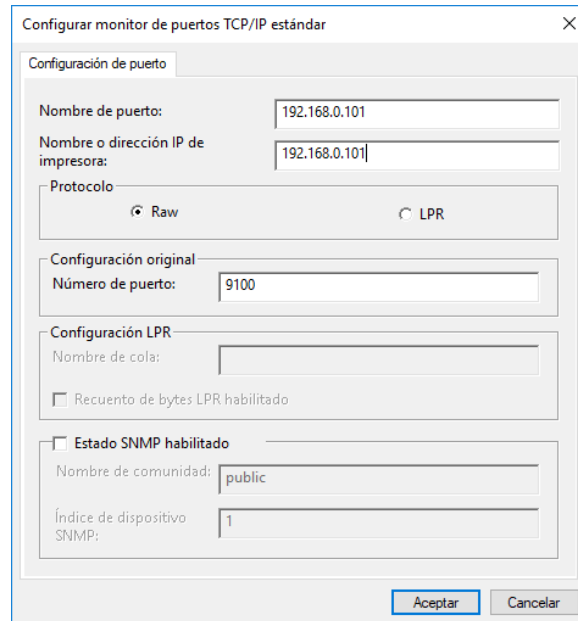 Configurar monitor de puertos TCP/IP estándar
Configuración de puerto
Nombre de puerto:
192.168.0.101
Nombre o dirección IP de
impresora:
192.168.0.101
Protocolo
Raw
LPR
Configuración original
Número de puerto:
9100
Configuración LPR
Nombre de cola:
Recuento de bytes LPR habilitado
Estado SNMP habilitado
Nombre de comunidad:
public
Índice de dispositivo
SNMP:
1
Aceptar
Cancelar